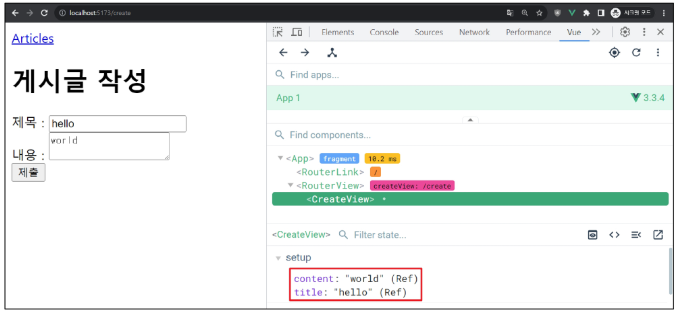 localhost:5173/create
Articles
게시글 작성
제목 : hello
내용 : world
제출
Elements Console Sources Network Performance Vue
Find apps...
App 1 3.3.4
Find components...
<App> fragment 10.2 ms
<RouterLink> /
<RouterView> createView: /create
<CreateView>
<CreateView> Filter state...
setup
content: "world" (Ref)
title: "hello" (Ref)